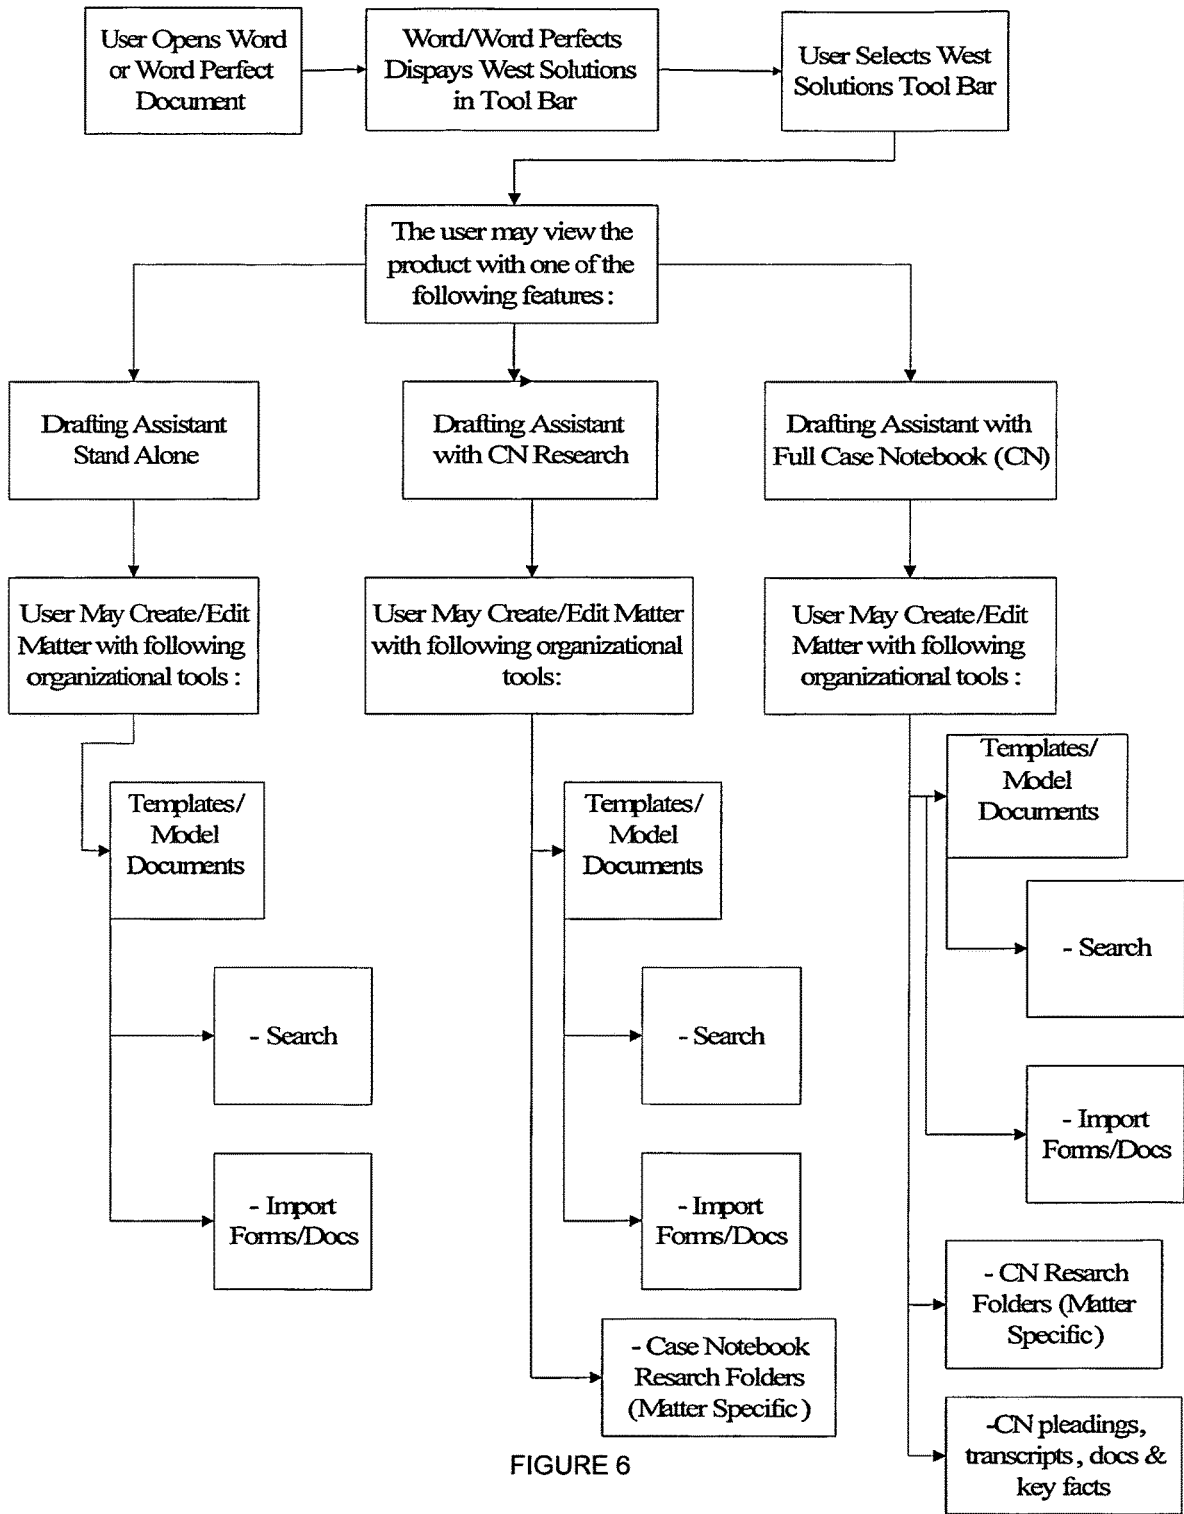 User Opens Word
or Word Perfect
Document
Word/Word Perfects
Dispays West Solutions
in Tool Bar
User Selects West
Solutions Tool Bar
The user may view the
product with one of the
following features :
Drafting Assistant
Stand Alone
Drafting Assistant
with CN Research
Drafting Assistant with
Full Case Notebook (CN)
User May Create/Edit
Matter with following
organizational tools :
User May Create/Edit Matter
with following organizational
tools:
User May Create/Edit
Matter with following
organizational tools :
Templates/
Model
Documents
- Search
- Import
Forms/Docs
Templates/
Model
Documents
- Search
- Import
Forms/Docs
- Case Notebook
Resarch Folders
(Matter Specific )
Templates/
Model
Documents
- Search
- Import
Forms/Docs
- CN Resarch
Folders (Matter
Specific )
-CN pleadings,
transcripts , docs &
key facts
FIGURE 6